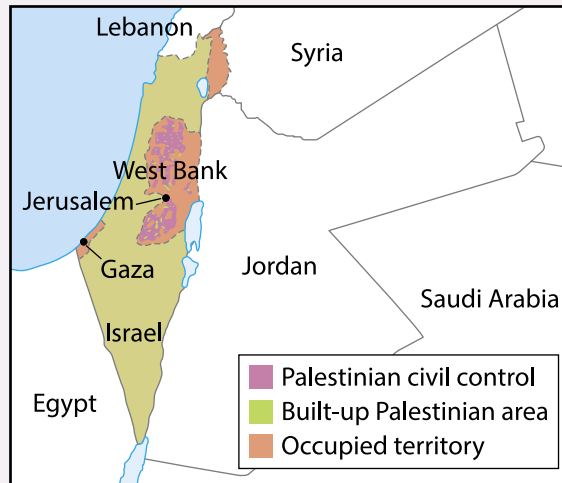 Lebanon
Syria
West Bank
Jerusalem
Gaza
Jordan
Saudi Arabia
Israel
Egypt
Palestinian civil control
Built-up Palestinian area
Occupied territory